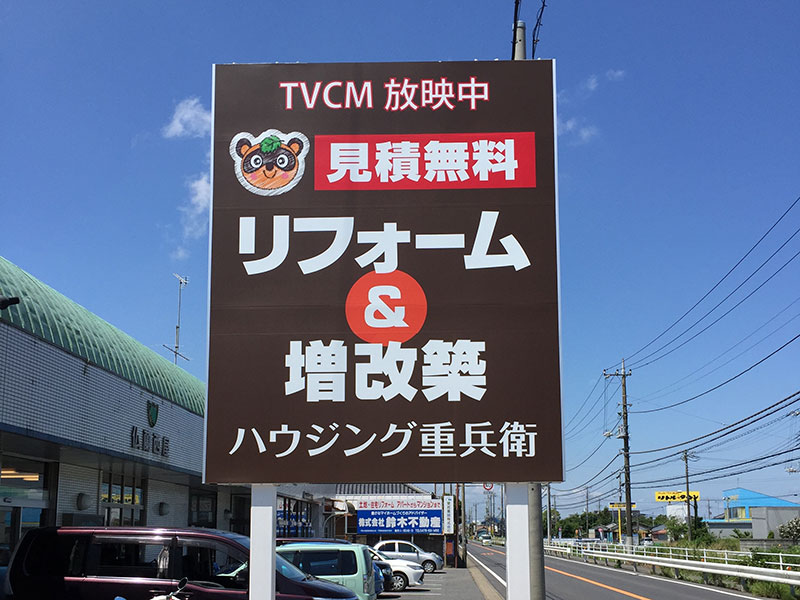 TVCM 放映中
見積無料
リフォーム
&
増改築
ハウジング重兵衛
株式会社 鈴木不動産